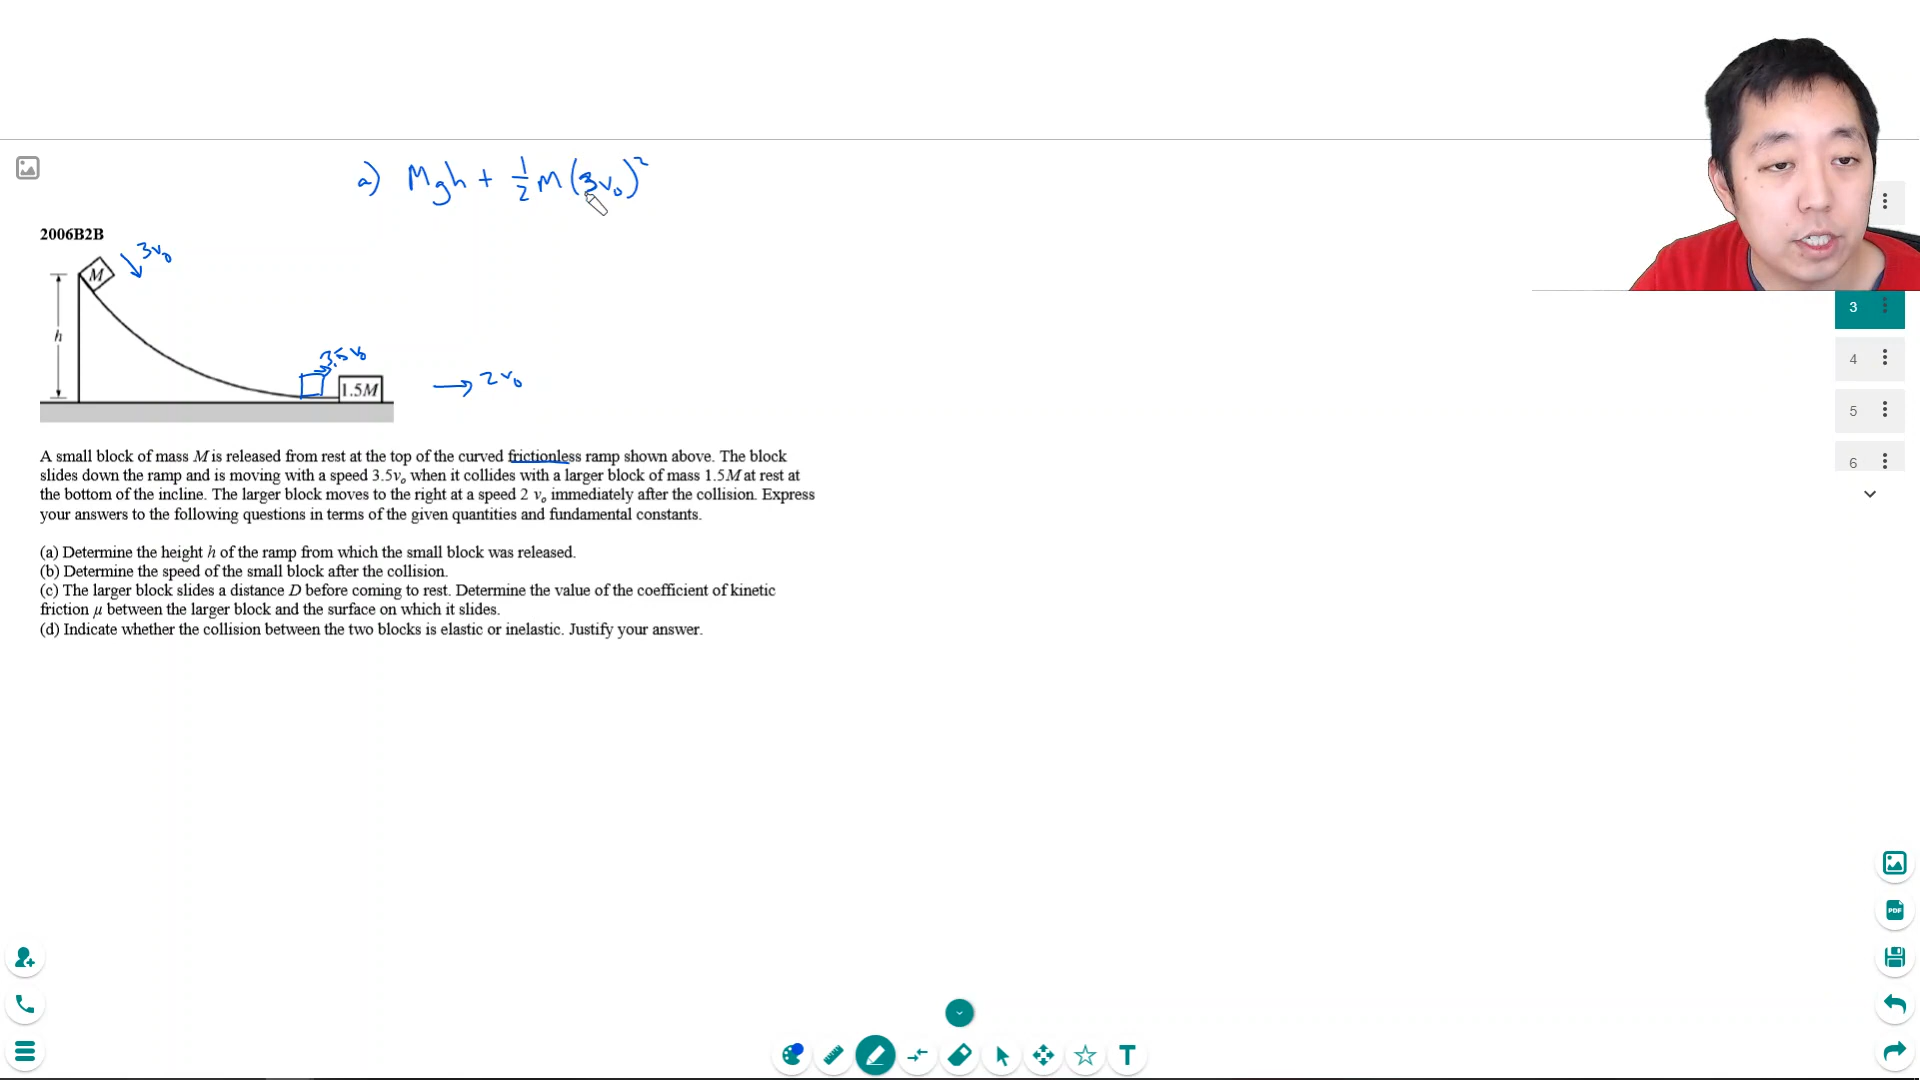 a) Mgh + 1/2 M (3v₀)²
2006B2B
3v₀
M
h
3.5 v₀
1.5M
→ 2v₀
A small block of mass M is released from rest at the top of the curved frictionless ramp shown above. The block
slides down the ramp and is moving with a speed 3.5vₒ when it collides with a larger block of mass 1.5M at rest at
the bottom of the incline. The larger block moves to the right at a speed 2 vₒ immediately after the collision. Express
your answers to the following questions in terms of the given quantities and fundamental constants.
(a) Determine the height h of the ramp from which the small block was released.
(b) Determine the speed of the small block after the collision.
(c) The larger block slides a distance D before coming to rest. Determine the value of the coefficient of kinetic
friction μ between the larger block and the surface on which it slides.
(d) Indicate whether the collision between the two blocks is elastic or inelastic. Justify your answer.
3
4
5
6
PDF
T